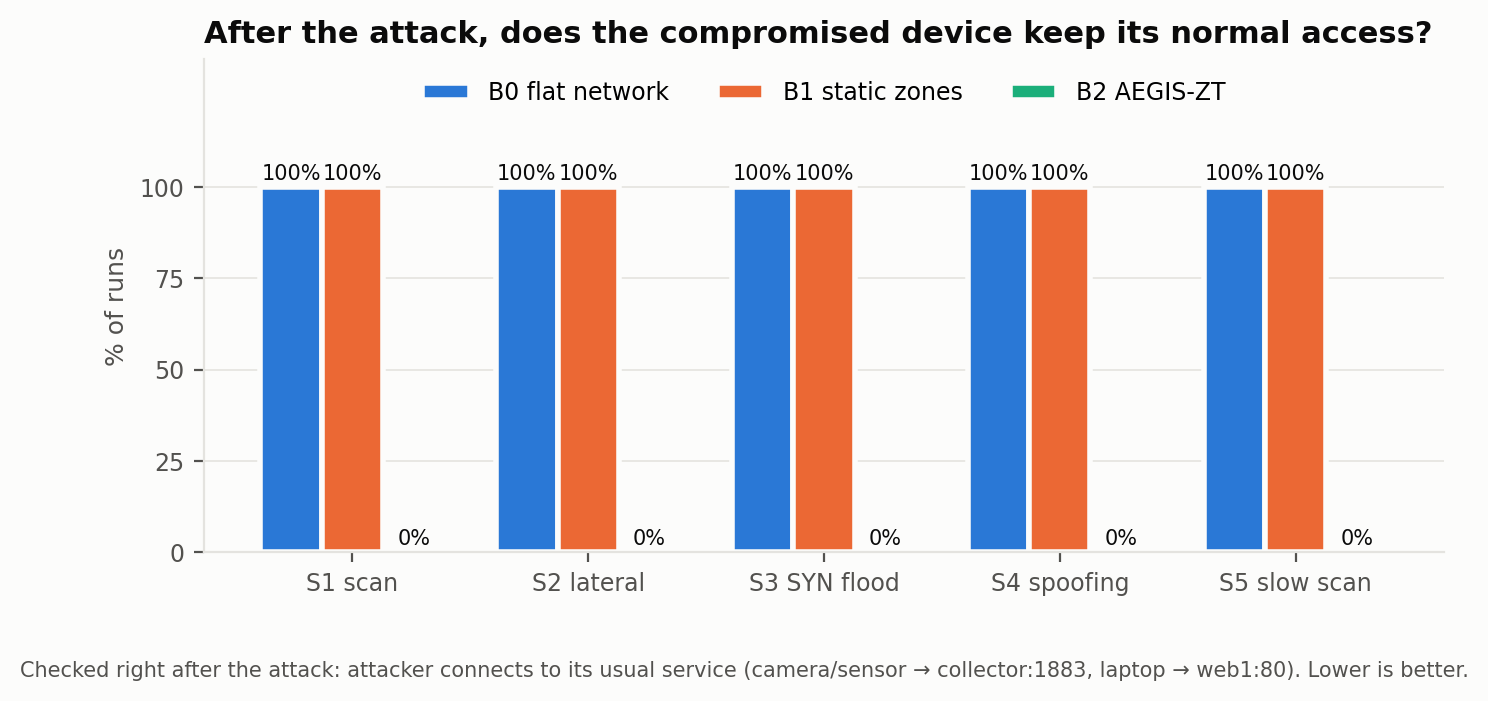 After the attack, does the compromised device keep its normal access?
B0 flat network B1 static zones B2 AEGIS-ZT
100% 100% 100% 100% 100% 100% 100% 100% 100% 100%
100
75
50
25
0
% of runs
0% 0% 0% 0% 0%
S1 scan S2 lateral S3 SYN flood S4 spoofing S5 slow scan
Checked right after the attack: attacker connects to its usual service (camera/sensor → collector:1883, laptop → web1:80). Lower is better.